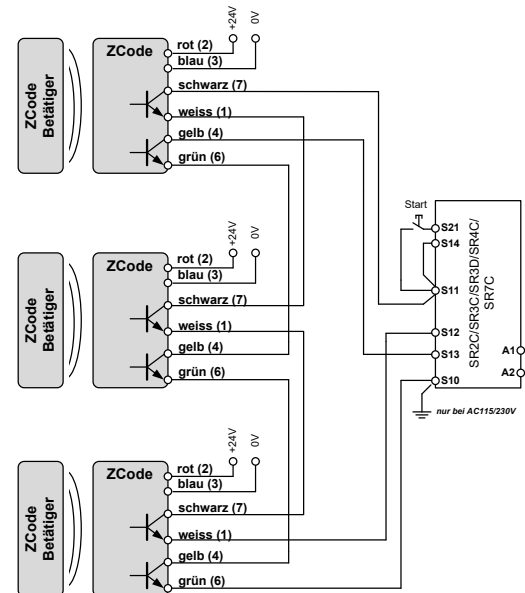 +24V
0V
ZCode
Betätiger
ZCode
rot (2)
blau (3)
schwarz (7)
weiss (1)
gelb (4)
grün (6)
+24V
0V
ZCode
Betätiger
ZCode
rot (2)
blau (3)
schwarz (7)
weiss (1)
gelb (4)
grün (6)
+24V
0V
ZCode
Betätiger
ZCode
rot (2)
blau (3)
schwarz (7)
weiss (1)
gelb (4)
grün (6)
Start
S21
S14
S11
S12
S13
S10
SR2C/SR3C/SR3D/SR4C/
SR7C
A1
A2
nur bei AC115/230V